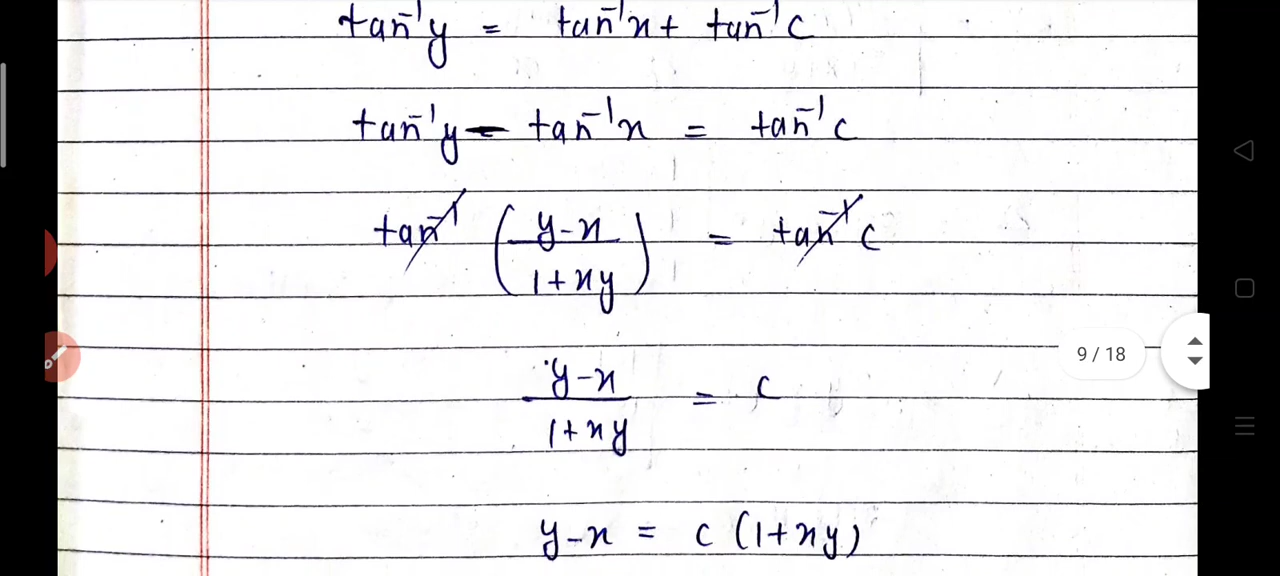 tan⁻¹y = tan⁻¹x + tan⁻¹c
tan⁻¹y - tan⁻¹x = tan⁻¹c
tan⁻¹ (y-x / 1+xy) = tan⁻¹ c
y-x / 1+xy = c
9 / 18
y-x = c (1+xy)